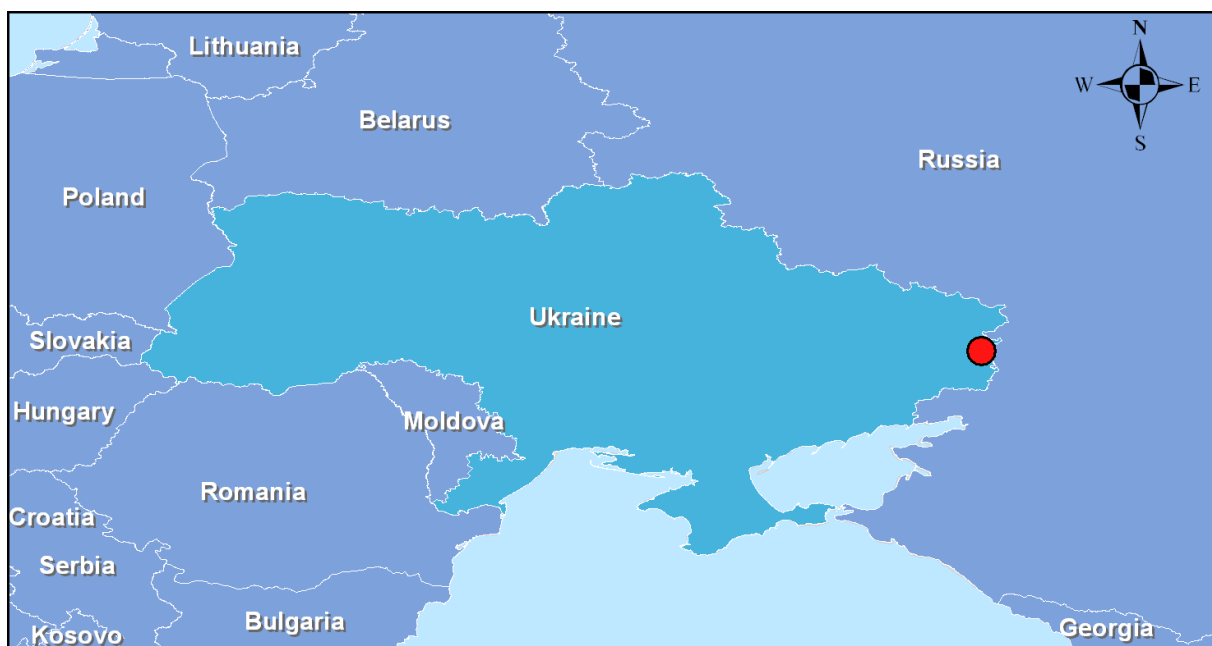 Lithuania
N
W
E
S
Belarus
Russia
Poland
Ukraine
Slovakia
Hungary
Moldova
Romania
Croatia
Serbia
Bulgaria
Georgia
Kosovo